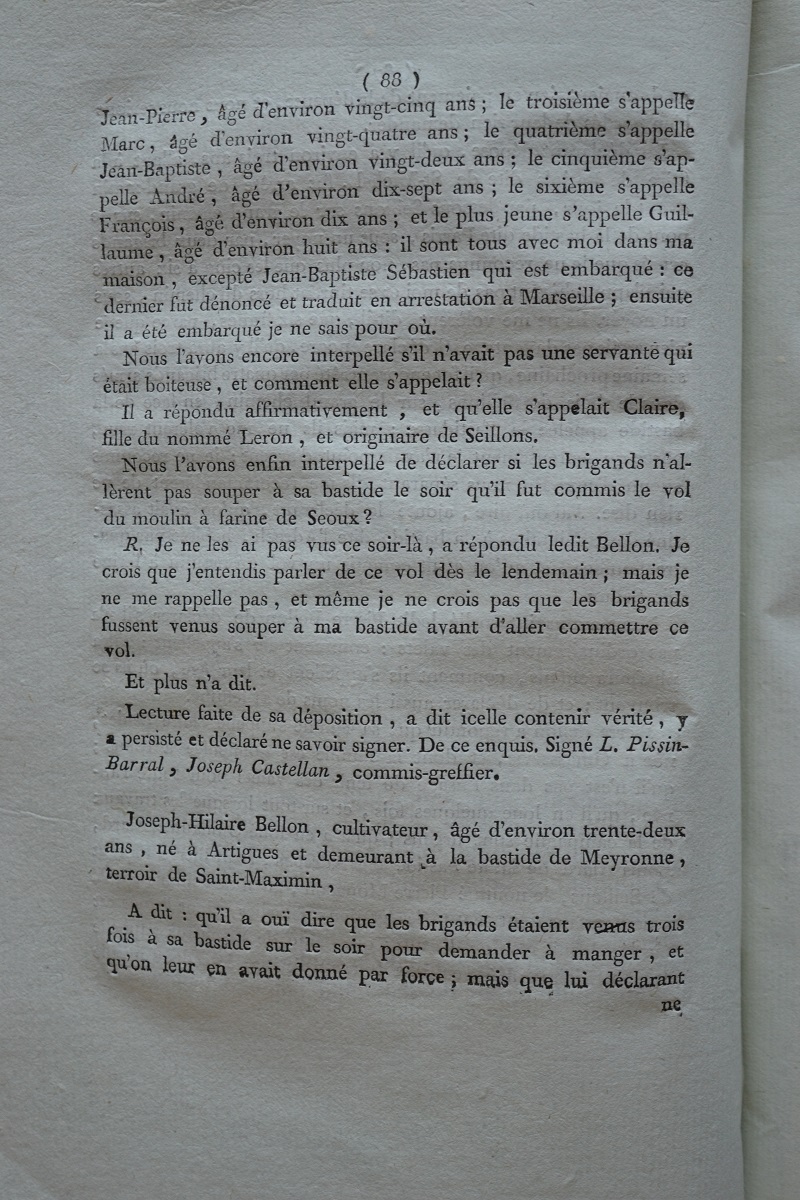 ( 88 )
Jean-Pierre, âgé d'environ vingt-cinq ans ; le troisième s'appelle
Marc, âgé d'environ vingt-quatre ans ; le quatrième s'appelle
Jean-Baptiste, âgé d'environ vingt-deux ans ; le cinquième s'ap-
pelle André, âgé d'environ dix-sept ans ; le sixième s'appelle
François, âgé d'environ dix ans ; et le plus jeune s'appelle Guil-
laume, âgé d'environ huit ans : il sont tous avec moi dans ma
maison, excepté Jean-Baptiste Sébastien qui est embarqué : ce
dernier fut dénoncé et traduit en arrestation à Marseille ; ensuite
il a été embarqué je ne sais pour où.
Nous l'avons encore interpellé s'il n'avait pas une servante qui
était boiteuse, et comment elle s'appelait ?
Il a répondu affirmativement , et qu'elle s'appelait Claire,
fille du nommé Leron , et originaire de Seillons.
Nous l'avons enfin interpellé de déclarer si les brigands n'al-
lèrent pas souper à sa bastide le soir qu'il fut commis le vol
du moulin à farine de Seoux ?
R. Je ne les ai pas vus ce soir-là , a répondu ledit Bellon. Je
crois que j'entendis parler de ce vol dès le lendemain ; mais je
ne me rappelle pas , et même je ne crois pas que les brigands
fussent venus souper à ma bastide avant d'aller commettre ce
vol.
Et plus n'a dit.
Lecture faite de sa déposition , a dit icelle contenir vérité , y
a persisté et déclaré ne savoir signer. De ce enquis. Signé L. Pissin-
Barral , Joseph Castellan , commis-greffier.
Joseph-Hilaire Bellon , cultivateur, âgé d'environ trente-deux
ans , né à Artigues et demeurant à la bastide de Meyronne ,
terroir de Saint-Maximin ,
A dit : qu'il a ouï dire que les brigands étaient venus trois
fois à sa bastide sur le soir pour demander à manger , et
qu'on leur en avait donné par force ; mais que lui déclarant
ne